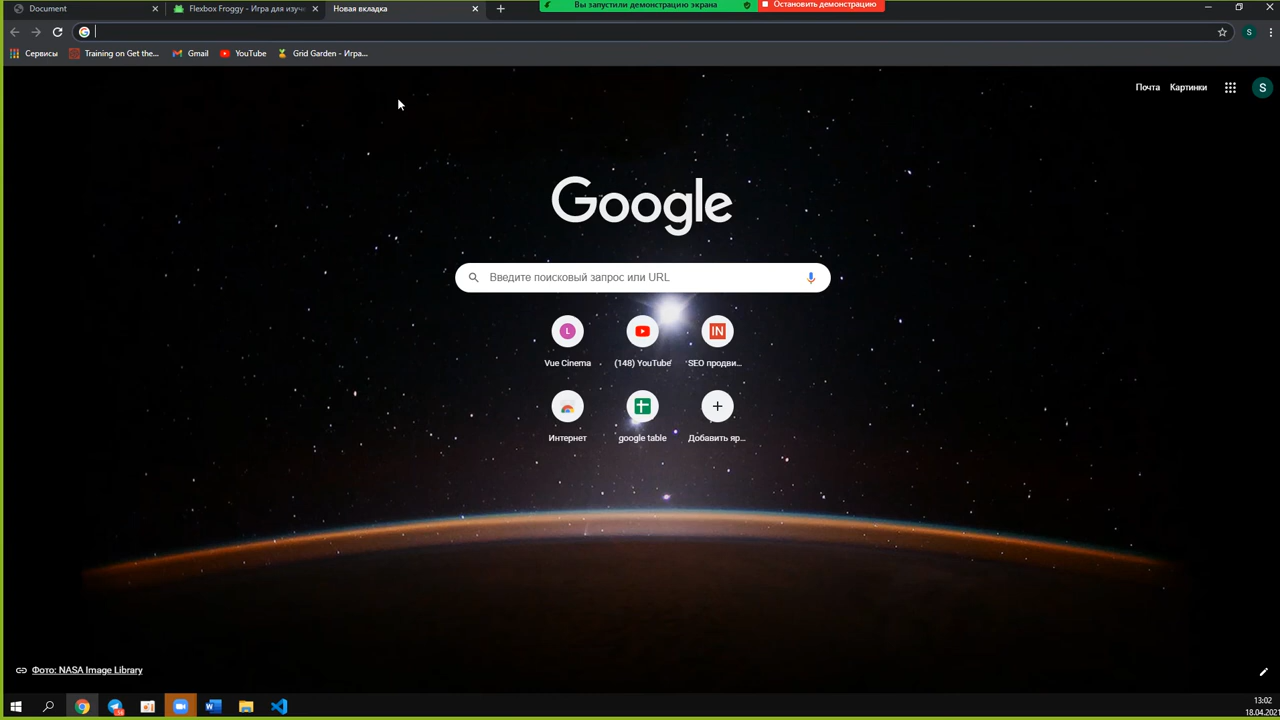 Вы запустили демонстрацию экрана
Остановить демонстрацию
Document
Flexbox Froggy - Игра для изуче
Новая вкладка
S
Сервисы
Training on Get the...
Gmail
YouTube
Grid Garden - Игра...
Почта
Картинки
S
Google
Введите поисковый запрос или URL
L
IN
Vue Cinema
(148) YouTube
SEO продви...
Интернет
google table
Добавить яр...
Фото: NASA Image Library
13:02
18.04.2021